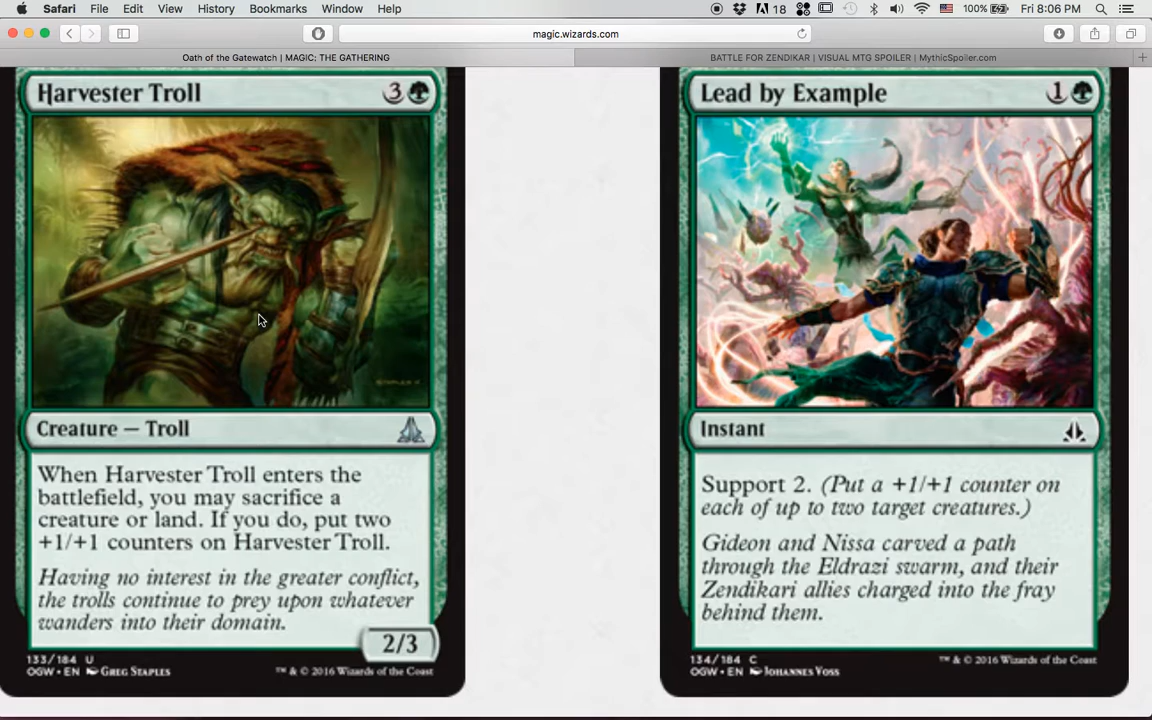 Safari File Edit View History Bookmarks Window Help 18 100% Fri 8:06 PM
magic.wizards.com
Oath of the Gatewatch | MAGIC: THE GATHERING
BATTLE FOR ZENDIKAR | VISUAL MTG SPOILER | MythicSpoiler.com
Harvester Troll 3
Creature — Troll
When Harvester Troll enters the
battlefield, you may sacrifice a
creature or land. If you do, put two
+1/+1 counters on Harvester Troll.
Having no interest in the greater conflict,
the trolls continue to prey upon whatever
wanders into their domain.
2/3
133/184 U
OGW • EN GREG STAPLES
™ & © 2016 Wizards of the Coast
Lead by Example 1
Instant
Support 2. (Put a +1/+1 counter on
each of up to two target creatures.)
Gideon and Nissa carved a path
through the Eldrazi swarm, and their
Zendikari allies charged into the fray
behind them.
134/184 C
OGW • EN JOHANNES VOSS
™ & © 2016 Wizards of the Coast